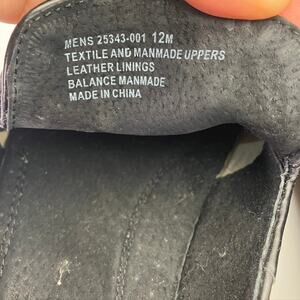 MENS 25343-001 12M
TEXTILE AND MANMADE UPPERS
LEATHER LININGS
BALANCE MANMADE
MADE IN CHINA